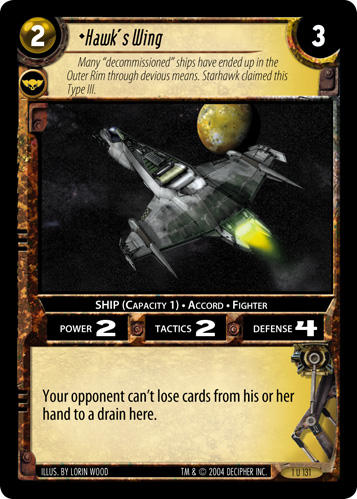 2 •Hawk's Wing 3
Many "decommissioned" ships have ended up in the
Outer Rim through devious means. Starhawk claimed this
Type III.
SHIP (CAPACITY 1) • ACCORD • FIGHTER
POWER 2 TACTICS 2 DEFENSE 4
Your opponent can't lose cards from his or her
hand to a drain here.
ILLUS. BY LORIN WOOD TM & © 2004 DECIPHER INC. 1 U 131